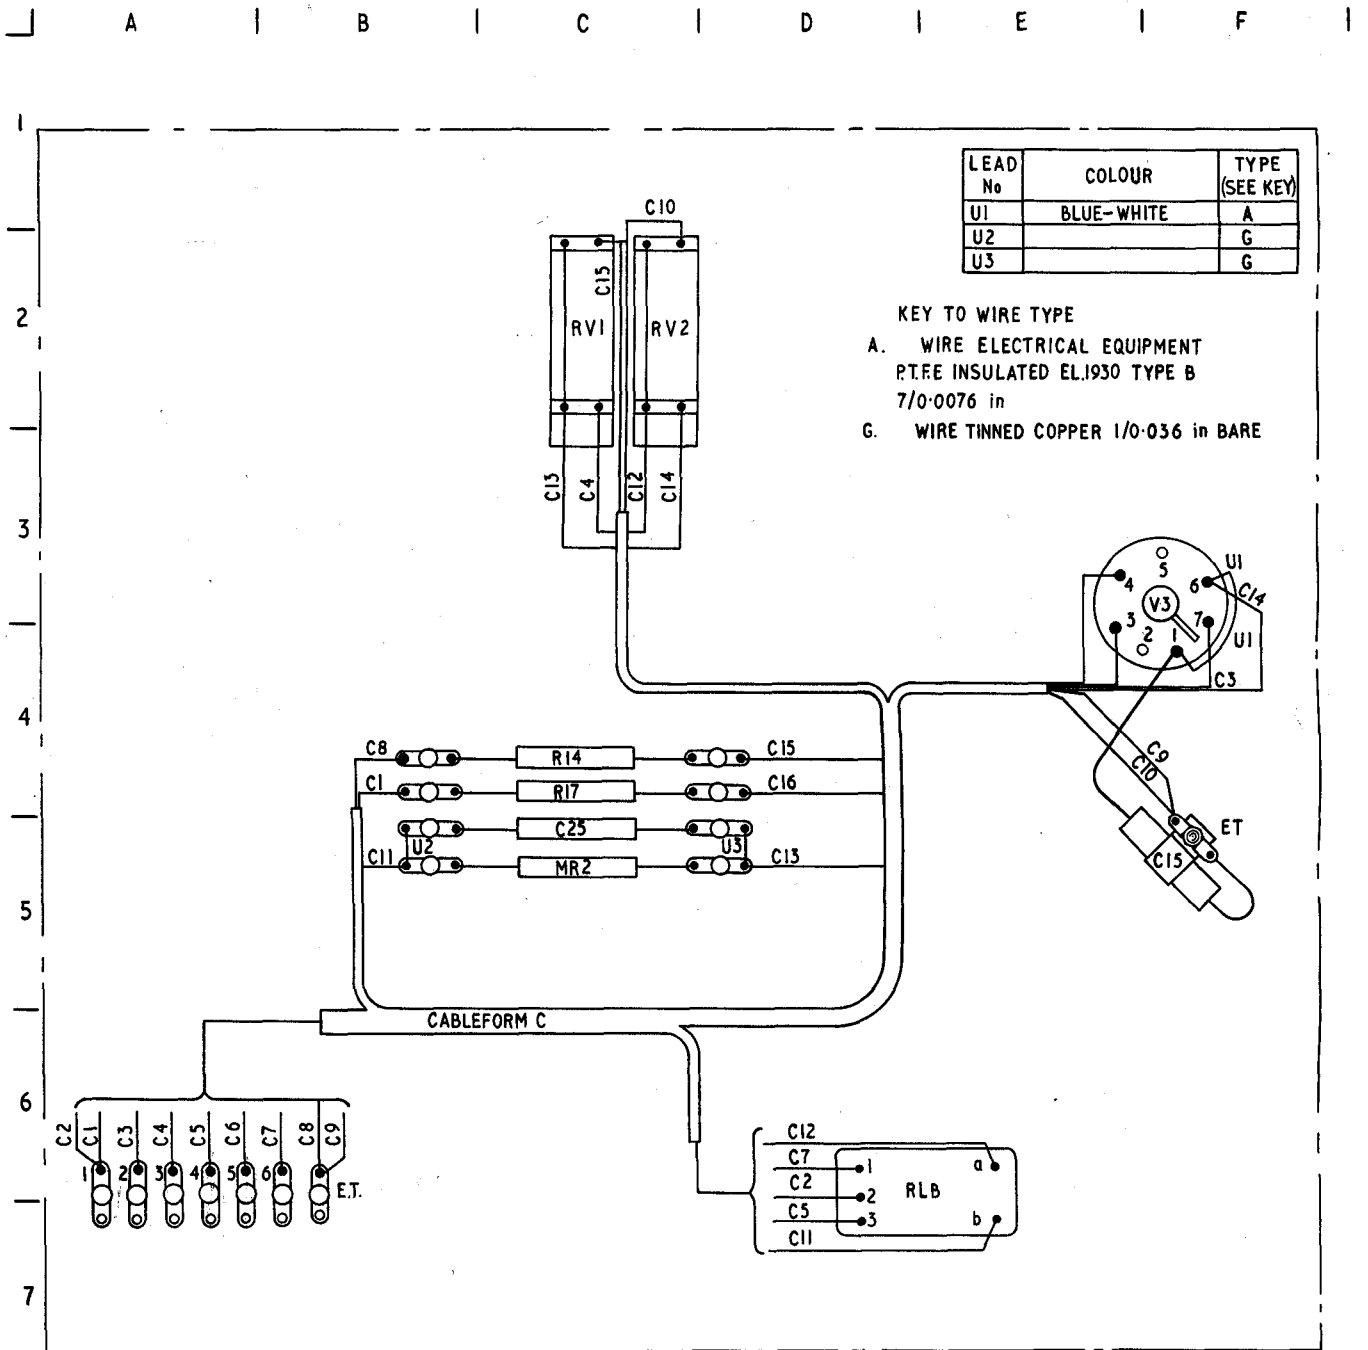 A B C D E F
1
LEAD No COLOUR TYPE (SEE KEY)
U1 BLUE-WHITE A
U2 G
U3 G
C10
C15
2
RV1 RV2
KEY TO WIRE TYPE
A. WIRE ELECTRICAL EQUIPMENT
P.T.F.E INSULATED EL.1930 TYPE B
7/0·0076 in
G. WIRE TINNED COPPER 1/0·036 in BARE
C13 C4 C12 C14
3
5
4 6 U1
C14
V3
3 7
2 1 U1
C3
4
C8 R14 C15
C9
C10
C1 R17 C16
C25
ET
U2 U3
C11 MR2 C13
C15
5
CABLEFORM C
6
C2 C1 C3 C4 C5 C6 C7 C8 C9
1 2 3 4 5 6 E.T.
C12
C7 1 a
C2 2 RLB
C5 3 b
C11
7